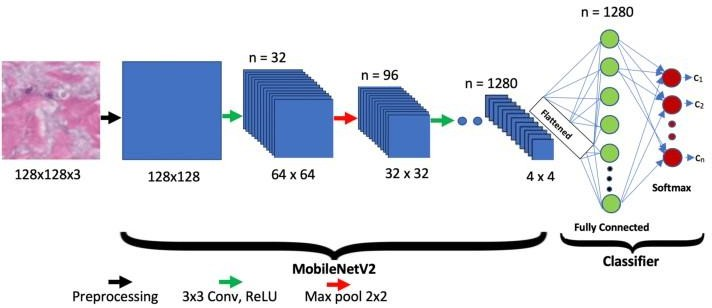 n = 1280
n = 32
n = 96
n = 1280
Flattened
C1
C2
Cn
128x128x3
128x128
64 x 64
32 x 32
4 x 4
Softmax
Fully Connected
MobileNetV2
Classifier
Preprocessing
3x3 Conv, ReLU
Max pool 2x2